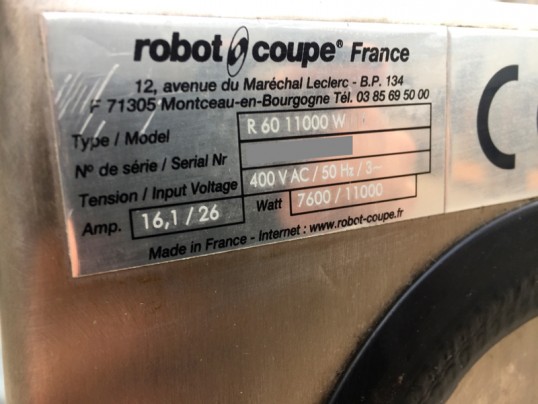 robot coupe® France
12, avenue du Maréchal Leclerc - B.P. 134
F 71305 Montceau-en-Bourgogne Tél. 03 85 69 50 00
Type / Model R 60 11000 W
N° de série / Serial Nr
Tension / Input Voltage 400 V AC / 50 Hz / 3~
Amp. 16,1 / 26 Watt 7600 / 11000
Made in France - Internet : www.robot-coupe.fr
C